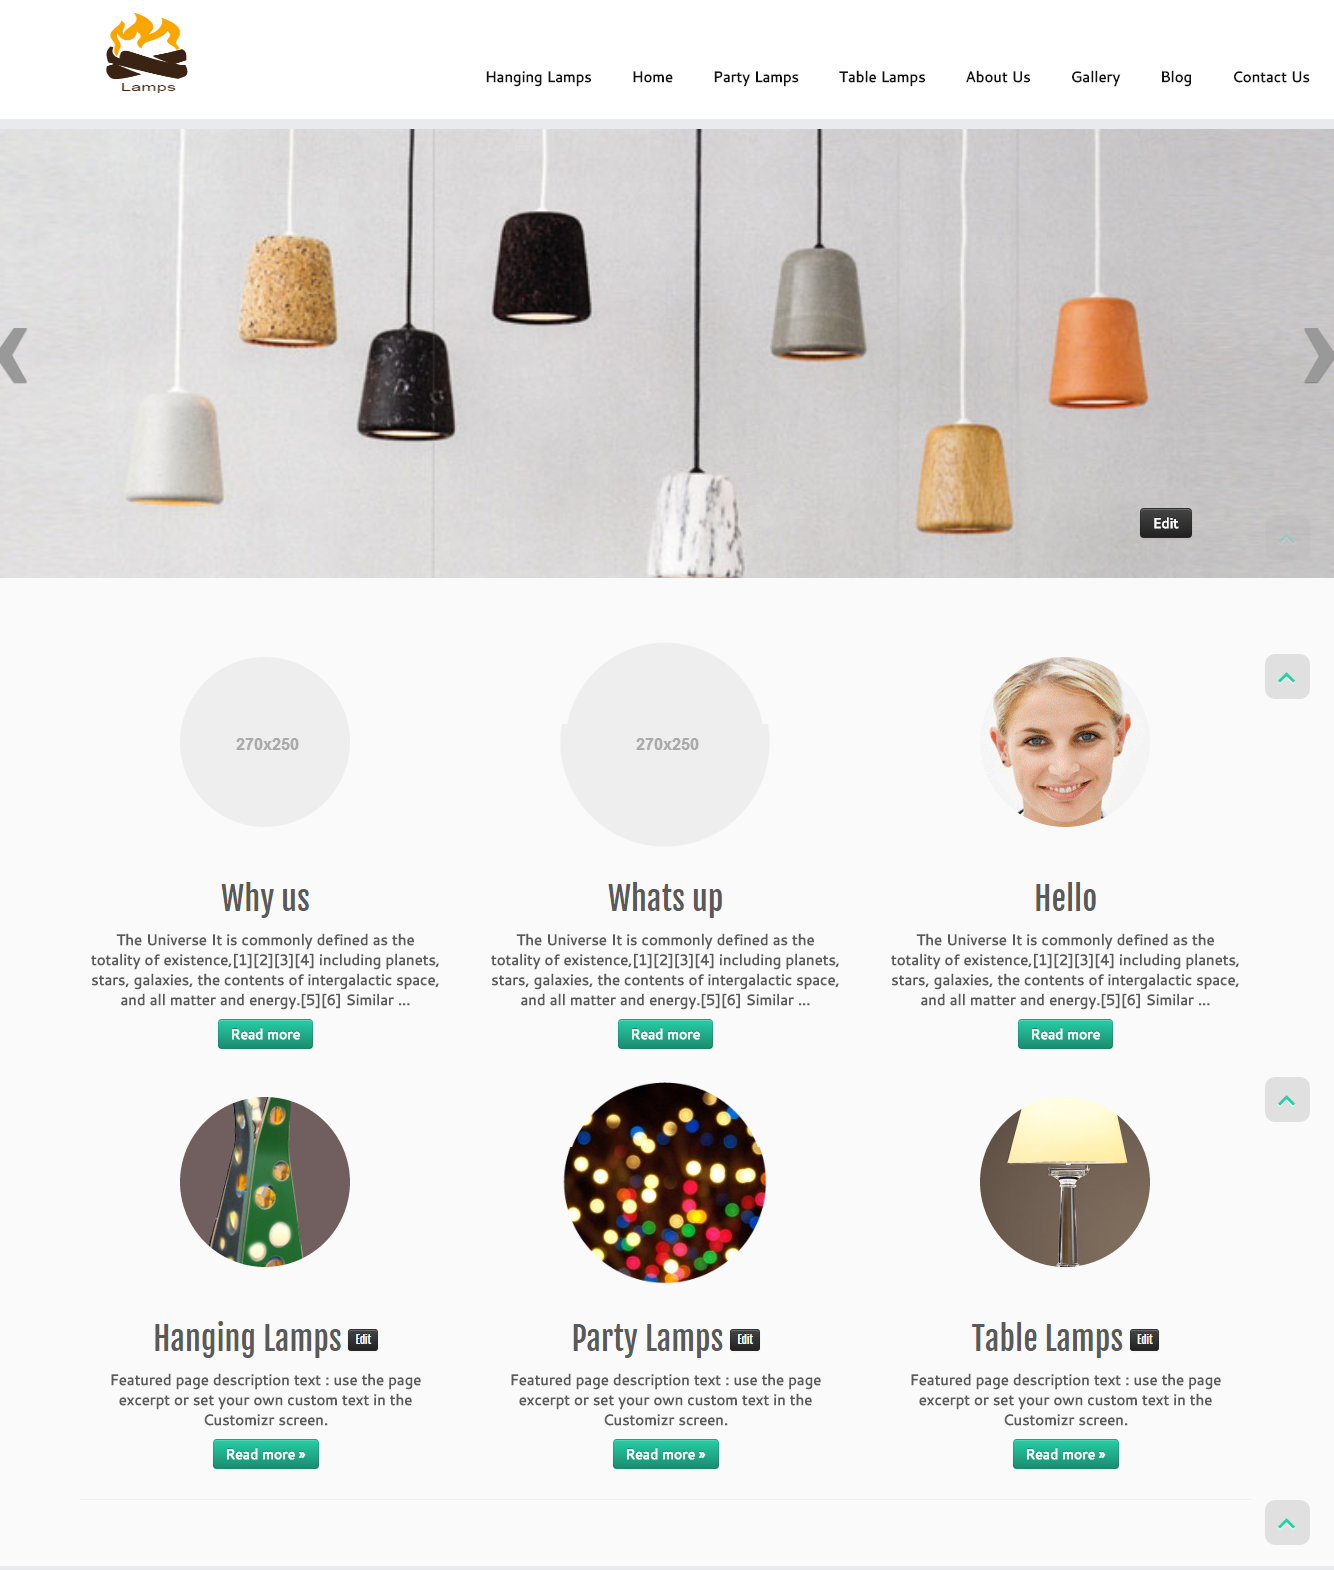 Lamps
Hanging Lamps Home Party Lamps Table Lamps About Us Gallery Blog Contact Us
Edit
270x250 270x250
Why us Whats up Hello
The Universe It is commonly defined as the The Universe It is commonly defined as the The Universe It is commonly defined as the
totality of existence,[1][2][3][4] including planets, totality of existence,[1][2][3][4] including planets, totality of existence,[1][2][3][4] including planets,
stars, galaxies, the contents of intergalactic space, stars, galaxies, the contents of intergalactic space, stars, galaxies, the contents of intergalactic space,
and all matter and energy.[5][6] Similar ... and all matter and energy.[5][6] Similar ... and all matter and energy.[5][6] Similar ...
Read more Read more Read more
Hanging Lamps Edit Party Lamps Edit Table Lamps Edit
Featured page description text : use the page Featured page description text : use the page Featured page description text : use the page
excerpt or set your own custom text in the excerpt or set your own custom text in the excerpt or set your own custom text in the
Customizr screen. Customizr screen. Customizr screen.
Read more » Read more » Read more »